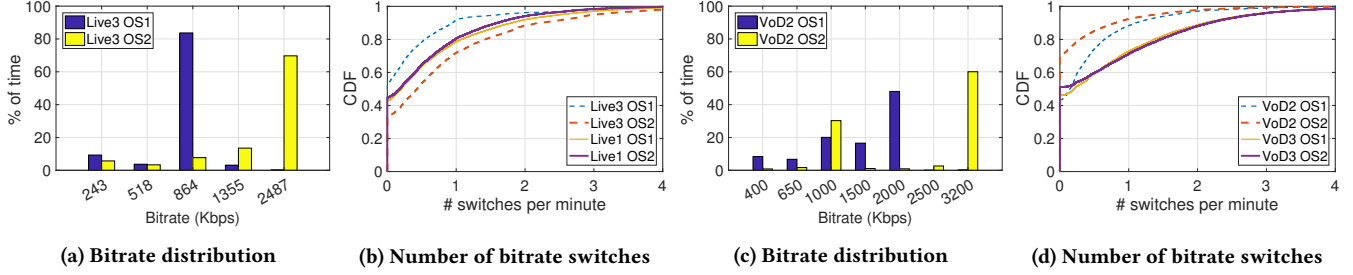 100
80
60
40
20
0
% of time
Live3 OS1
Live3 OS2
243
518
864
1355
2487
Bitrate (Kbps)
(a) Bitrate distribution
1
0.8
0.6
0.4
0.2
0
CDF
Live3 OS1
Live3 OS2
Live1 OS1
Live1 OS2
0
1
2
3
4
# switches per minute
(b) Number of bitrate switches
100
80
60
40
20
0
% of time
VoD2 OS1
VoD2 OS2
400
650
1000
1500
2000
2500
3200
Bitrate (Kbps)
(c) Bitrate distribution
1
0.8
0.6
0.4
0.2
0
CDF
VoD2 OS1
VoD2 OS2
VoD3 OS1
VoD3 OS2
0
1
2
3
4
# switches per minute
(d) Number of bitrate switches